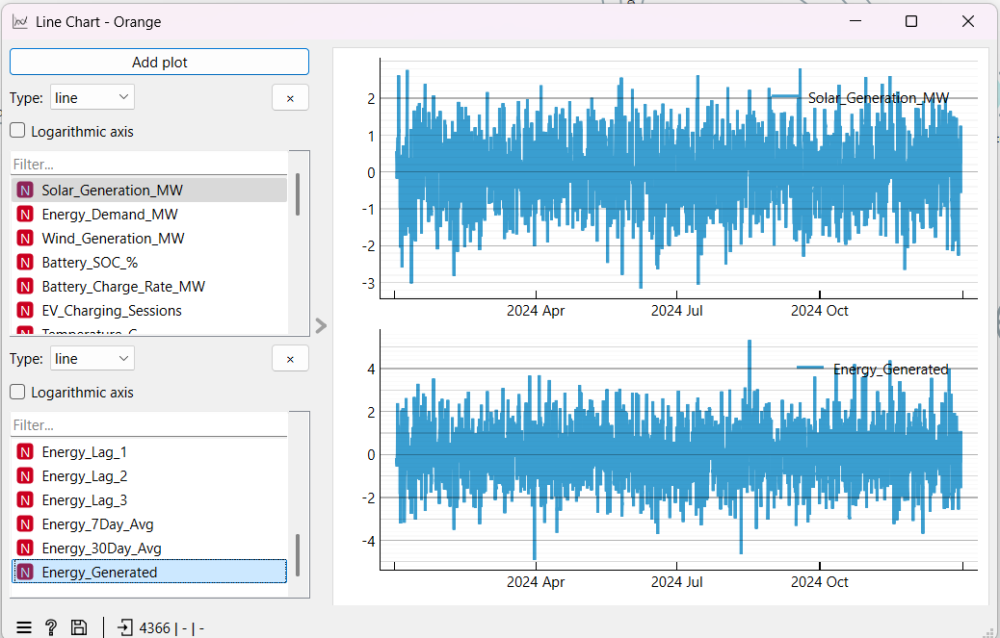 Line Chart - Orange
Add plot
Type: line ×
Logarithmic axis
Filter...
N Solar_Generation_MW
N Energy_Demand_MW
N Wind_Generation_MW
N Battery_SOC_%
N Battery_Charge_Rate_MW
N EV_Charging_Sessions
N Temperature_C
Type: line ×
Logarithmic axis
Filter...
N Energy_Lag_1
N Energy_Lag_2
N Energy_Lag_3
N Energy_7Day_Avg
N Energy_30Day_Avg
N Energy_Generated
? 4366 | - | -
Solar_Generation_MW
2
1
0
-1
-2
-3
2024 Apr 2024 Jul 2024 Oct
Energy_Generated
4
2
0
-2
-4
2024 Apr 2024 Jul 2024 Oct